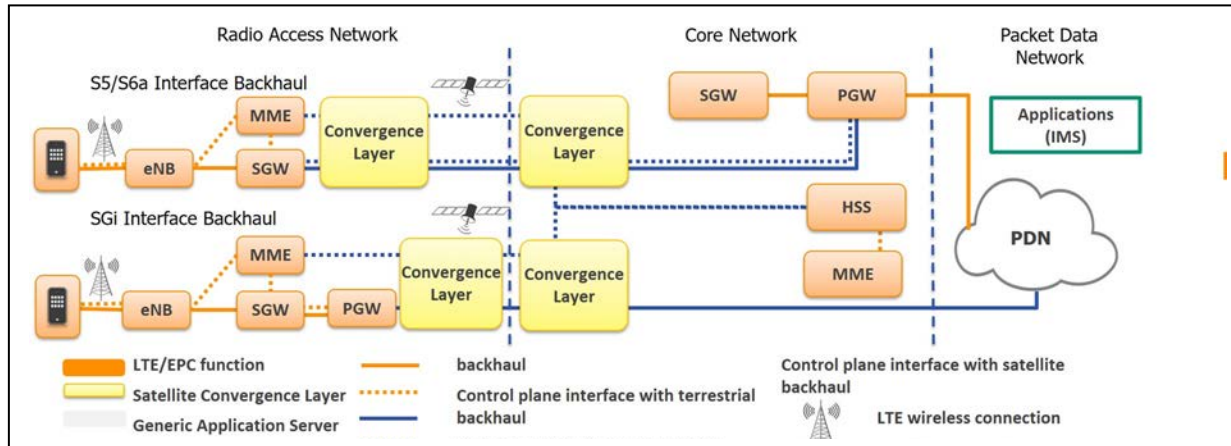 Radio Access Network
Core Network
Packet Data
Network
S5/S6a Interface Backhaul
MME
Convergence
Layer
Convergence
Layer
SGW
PGW
Applications
(IMS)
eNB
SGW
SGi Interface Backhaul
HSS
PDN
MME
Convergence
Layer
Convergence
Layer
MME
eNB
SGW
PGW
LTE/EPC function
Satellite Convergence Layer
Generic Application Server
backhaul
Control plane interface with terrestrial
backhaul
Control plane interface with satellite
backhaul
LTE wireless connection